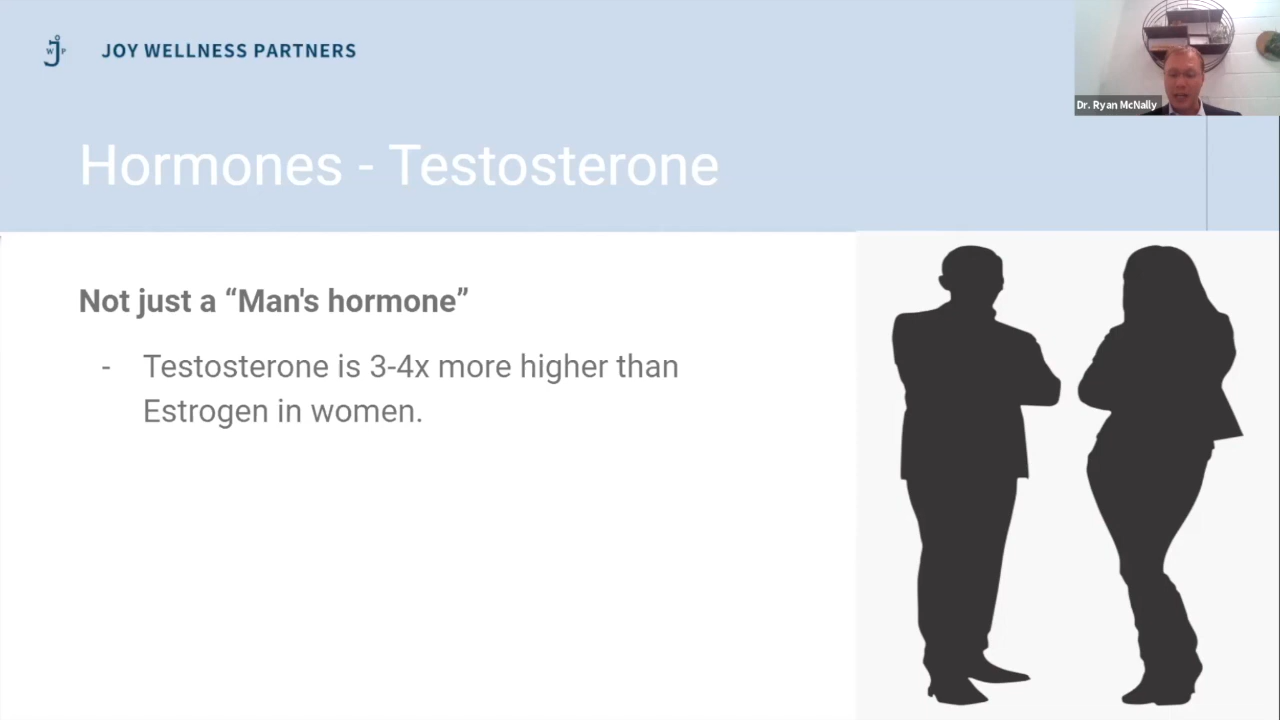 W J P
JOY WELLNESS PARTNERS
Dr. Ryan McNally
Hormones - Testosterone
Not just a “Man's hormone”
- Testosterone is 3-4x more higher than
Estrogen in women.